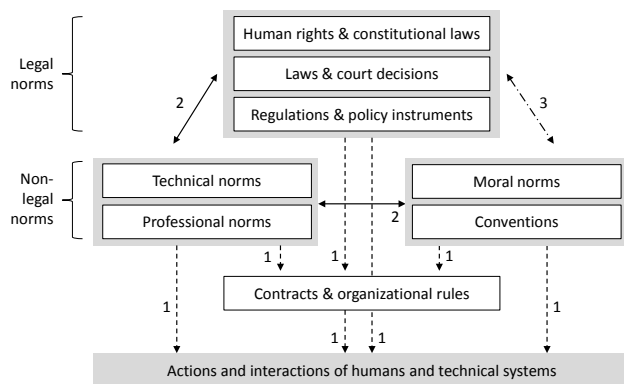 Human rights & constitutional laws
Legal
norms
Laws & court decisions
2
3
Regulations & policy instruments
Non-
legal
norms
Technical norms
Moral norms
Professional norms
2
Conventions
1
1
1
Contracts & organizational rules
1
1
1
1
Actions and interactions of humans and technical systems